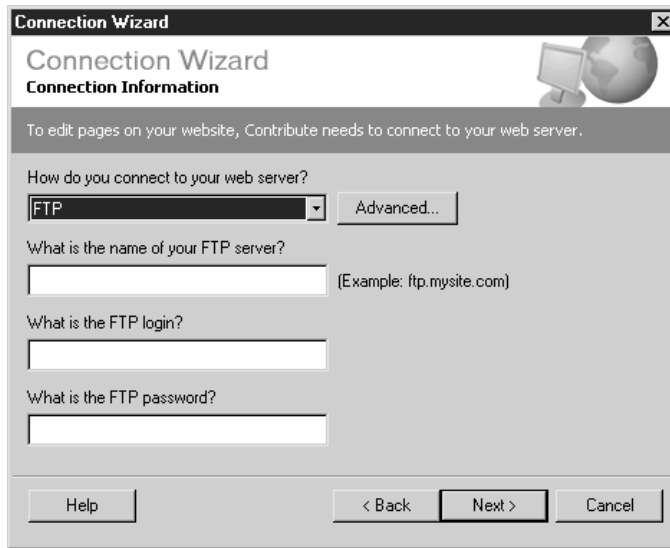 Connection Wizard
Connection Wizard
Connection Information
To edit pages on your website, Contribute needs to connect to your web server.
How do you connect to your web server?
FTP Advanced...
What is the name of your FTP server?
(Example: ftp.mysite.com)
What is the FTP login?
What is the FTP password?
Help < Back Next > Cancel